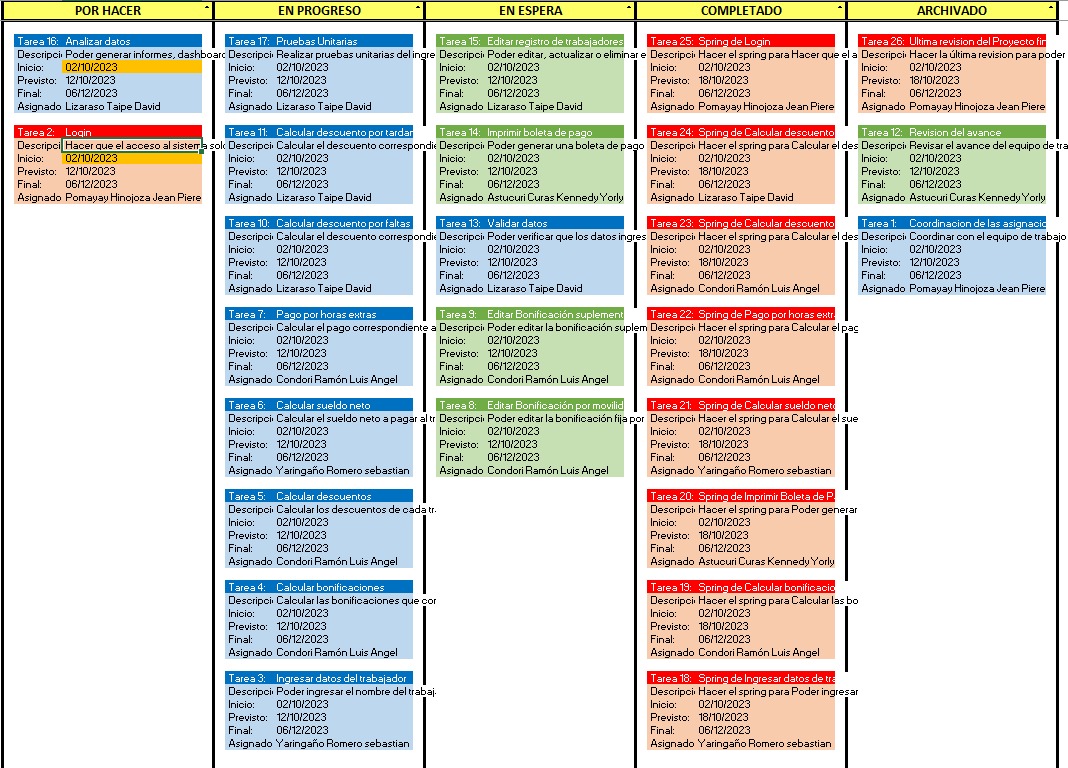 POR HACER
Tarea 16: Analizar datos
Descripci Poder generar informes, dashboar
Inicio: 02/10/2023
Previsto: 12/10/2023
Final: 06/12/2023
Asignado Lizaraso Taipe David
Tarea 2: Login
Descripci Hacer que el acceso al sistema solo
Inicio: 02/10/2023
Previsto: 12/10/2023
Final: 06/12/2023
Asignado Pomayay Hinojoza Jean Piere
EN PROGRESO
Tarea 17: Pruebas Unitarias
Descripci Realizar pruebas unitarias del ingre
Inicio: 02/10/2023
Previsto: 12/10/2023
Final: 06/12/2023
Asignado Lizaraso Taipe David
Tarea 11: Calcular descuento por tardan
Descripci Calcular el descuento correspondi
Inicio: 02/10/2023
Previsto: 12/10/2023
Final: 06/12/2023
Asignado Lizaraso Taipe David
Tarea 10: Calcular descuento por faltas
Descripci Calcular el descuento correspondi
Inicio: 02/10/2023
Previsto: 12/10/2023
Final: 06/12/2023
Asignado Lizaraso Taipe David
Tarea 7: Pago por horas extras
Descripci Calcular el pago correspondiente a
Inicio: 02/10/2023
Previsto: 12/10/2023
Final: 06/12/2023
Asignado Condori Ramón Luis Angel
Tarea 6: Calcular sueldo neto
Descripci Calcular el sueldo neto a pagar al tr
Inicio: 02/10/2023
Previsto: 12/10/2023
Final: 06/12/2023
Asignado Yaringaño Romero sebastian
Tarea 5: Calcular descuentos
Descripci Calcular los descuentos de cada tr
Inicio: 02/10/2023
Previsto: 12/10/2023
Final: 06/12/2023
Asignado Condori Ramón Luis Angel
Tarea 4: Calcular bonificaciones
Descripci Calcular las bonificaciones que cor
Inicio: 02/10/2023
Previsto: 12/10/2023
Final: 06/12/2023
Asignado Condori Ramón Luis Angel
Tarea 3: Ingresar datos del trabajador
Descripci Poder ingresar el nombre del trabaj
Inicio: 02/10/2023
Previsto: 12/10/2023
Final: 06/12/2023
Asignado Yaringaño Romero sebastian
EN ESPERA
Tarea 15: Editar registro de trabajadores
Descripci Poder editar, actualizar o eliminar e
Inicio: 02/10/2023
Previsto: 12/10/2023
Final: 06/12/2023
Asignado Lizaraso Taipe David
Tarea 14: Imprimir boleta de pago
Descripci Poder generar una boleta de pago
Inicio: 02/10/2023
Previsto: 12/10/2023
Final: 06/12/2023
Asignado Astucuri Curas Kennedy Yorly
Tarea 13: Validar datos
Descripci Poder verificar que los datos ingres
Inicio: 02/10/2023
Previsto: 12/10/2023
Final: 06/12/2023
Asignado Lizaraso Taipe David
Tarea 9: Editar Bonificación suplement
Descripci Poder editar la bonificación suplem
Inicio: 02/10/2023
Previsto: 12/10/2023
Final: 06/12/2023
Asignado Condori Ramón Luis Angel
Tarea 8: Editar Bonificación por movilid
Descripci Poder editar la bonificación fija por
Inicio: 02/10/2023
Previsto: 12/10/2023
Final: 06/12/2023
Asignado Condori Ramón Luis Angel
COMPLETADO
Tarea 25: Spring de Login
Descripci Hacer el spring para Hacer que el a
Inicio: 02/10/2023
Previsto: 18/10/2023
Final: 06/12/2023
Asignado Pomayay Hinojoza Jean Piere
Tarea 24: Spring de Calcular descuento
Descripci Hacer el spring para Calcular el des
Inicio: 02/10/2023
Previsto: 18/10/2023
Final: 06/12/2023
Asignado Lizaraso Taipe David
Tarea 23: Spring de Calcular descuento
Descripci Hacer el spring para Calcular el des
Inicio: 02/10/2023
Previsto: 18/10/2023
Final: 06/12/2023
Asignado Condori Ramón Luis Angel
Tarea 22: Spring de Pago por horas extr
Descripci Hacer el spring para Calcular el pag
Inicio: 02/10/2023
Previsto: 18/10/2023
Final: 06/12/2023
Asignado Condori Ramón Luis Angel
Tarea 21: Spring de Calcular sueldo neto
Descripci Hacer el spring para Calcular el sue
Inicio: 02/10/2023
Previsto: 18/10/2023
Final: 06/12/2023
Asignado Yaringaño Romero sebastian
Tarea 20: Spring de Imprimir Boleta de P
Descripci Hacer el spring para Poder generar
Inicio: 02/10/2023
Previsto: 18/10/2023
Final: 06/12/2023
Asignado Astucuri Curas Kennedy Yorly
Tarea 19: Spring de Calcular bonificacio
Descripci Hacer el spring para Calcular las bo
Inicio: 02/10/2023
Previsto: 18/10/2023
Final: 06/12/2023
Asignado Condori Ramón Luis Angel
Tarea 18: Spring de Ingresar datos de tra
Descripci Hacer el spring para Poder ingresar
Inicio: 02/10/2023
Previsto: 18/10/2023
Final: 06/12/2023
Asignado Yaringaño Romero sebastian
ARCHIVADO
Tarea 26: Ultima revision del Proyecto fin
Descripci Hacer la última revision para poder
Inicio: 02/10/2023
Previsto: 18/10/2023
Final: 06/12/2023
Asignado Pomayay Hinojoza Jean Piere
Tarea 12: Revision del avance
Descripci Revisar el avance del equipo de tra
Inicio: 02/10/2023
Previsto: 12/10/2023
Final: 06/12/2023
Asignado Astucuri Curas Kennedy Yorly
Tarea 1: Coordinacion de las asignacio
Descripci Coordinar con el equipo de trabajo
Inicio: 02/10/2023
Previsto: 12/10/2023
Final: 06/12/2023
Asignado Pomayay Hinojoza Jean Piere